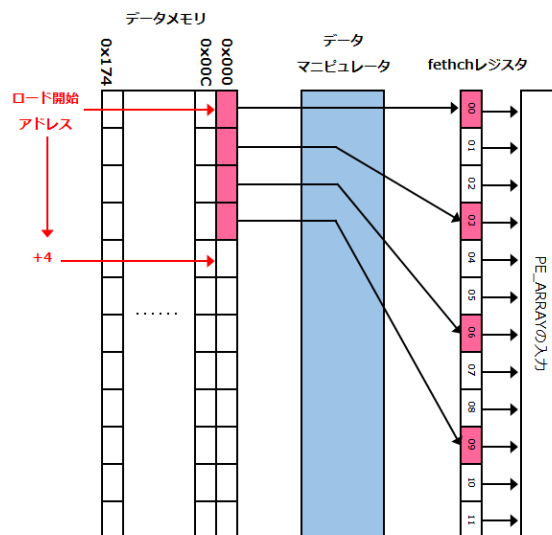 データメモリ
0x174
0x00C
0x000
データ
マニピュレータ
fethchレジスタ
ロード開始
アドレス
+4
......
00
01
02
03
04
05
06
07
08
09
10
11
PE_ARRAYの入力